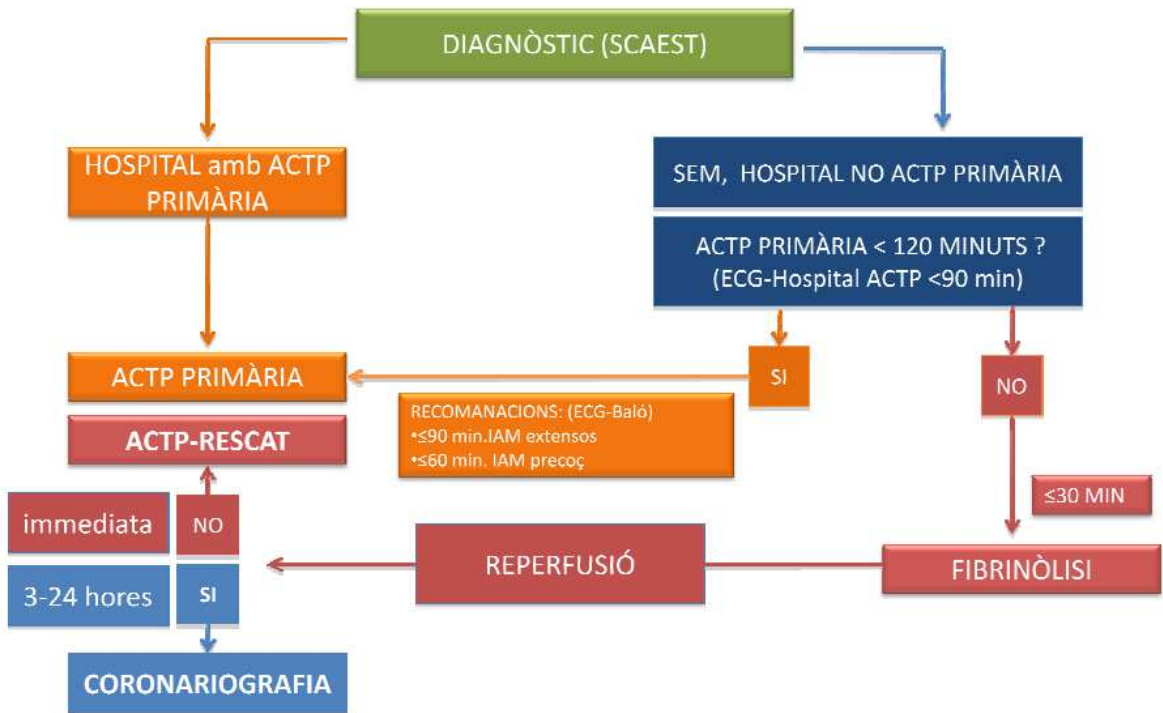 DIAGNÒSTIC (SCAEST)
HOSPITAL amb ACTP
PRIMÀRIA
SEM, HOSPITAL NO ACTP PRIMÀRIA
ACTP PRIMÀRIA < 120 MINUTS ?
(ECG-Hospital ACTP <90 min)
SI
NO
ACTP PRIMÀRIA
RECOMANACIONS: (ECG-Baló)
•≤90 min.IAM extensos
•≤60 min. IAM precoç
ACTP-RESCAT
≤30 MIN
immediata
NO
REPERFUSIÓ
FIBRINÒLISI
3-24 hores
SI
CORONARIOGRAFIA